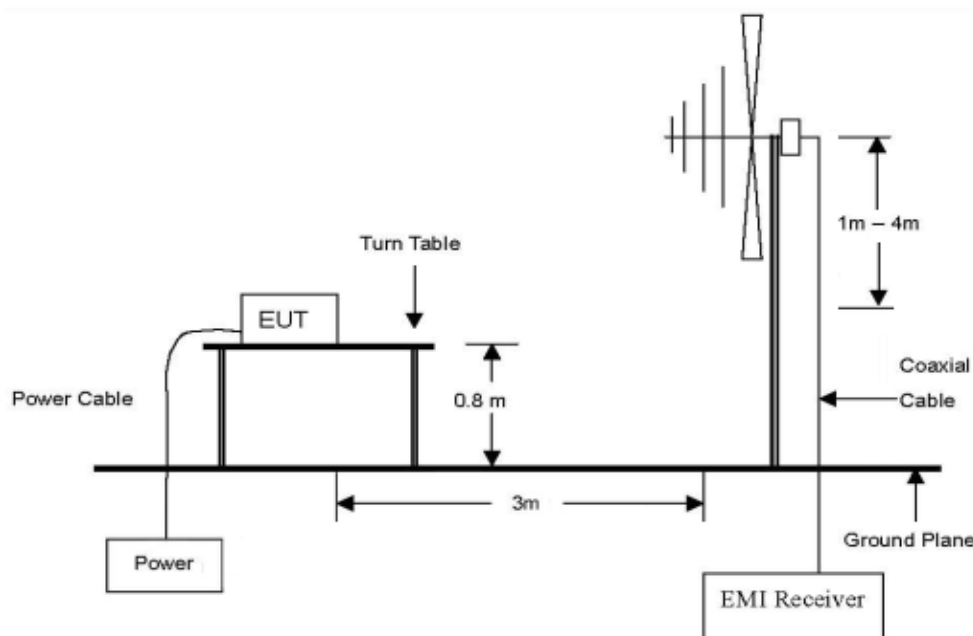 1m – 4m
Turn Table
EUT
Coaxial
Cable
Power Cable
0.8 m
3m
Ground Plane
Power
EMI Receiver